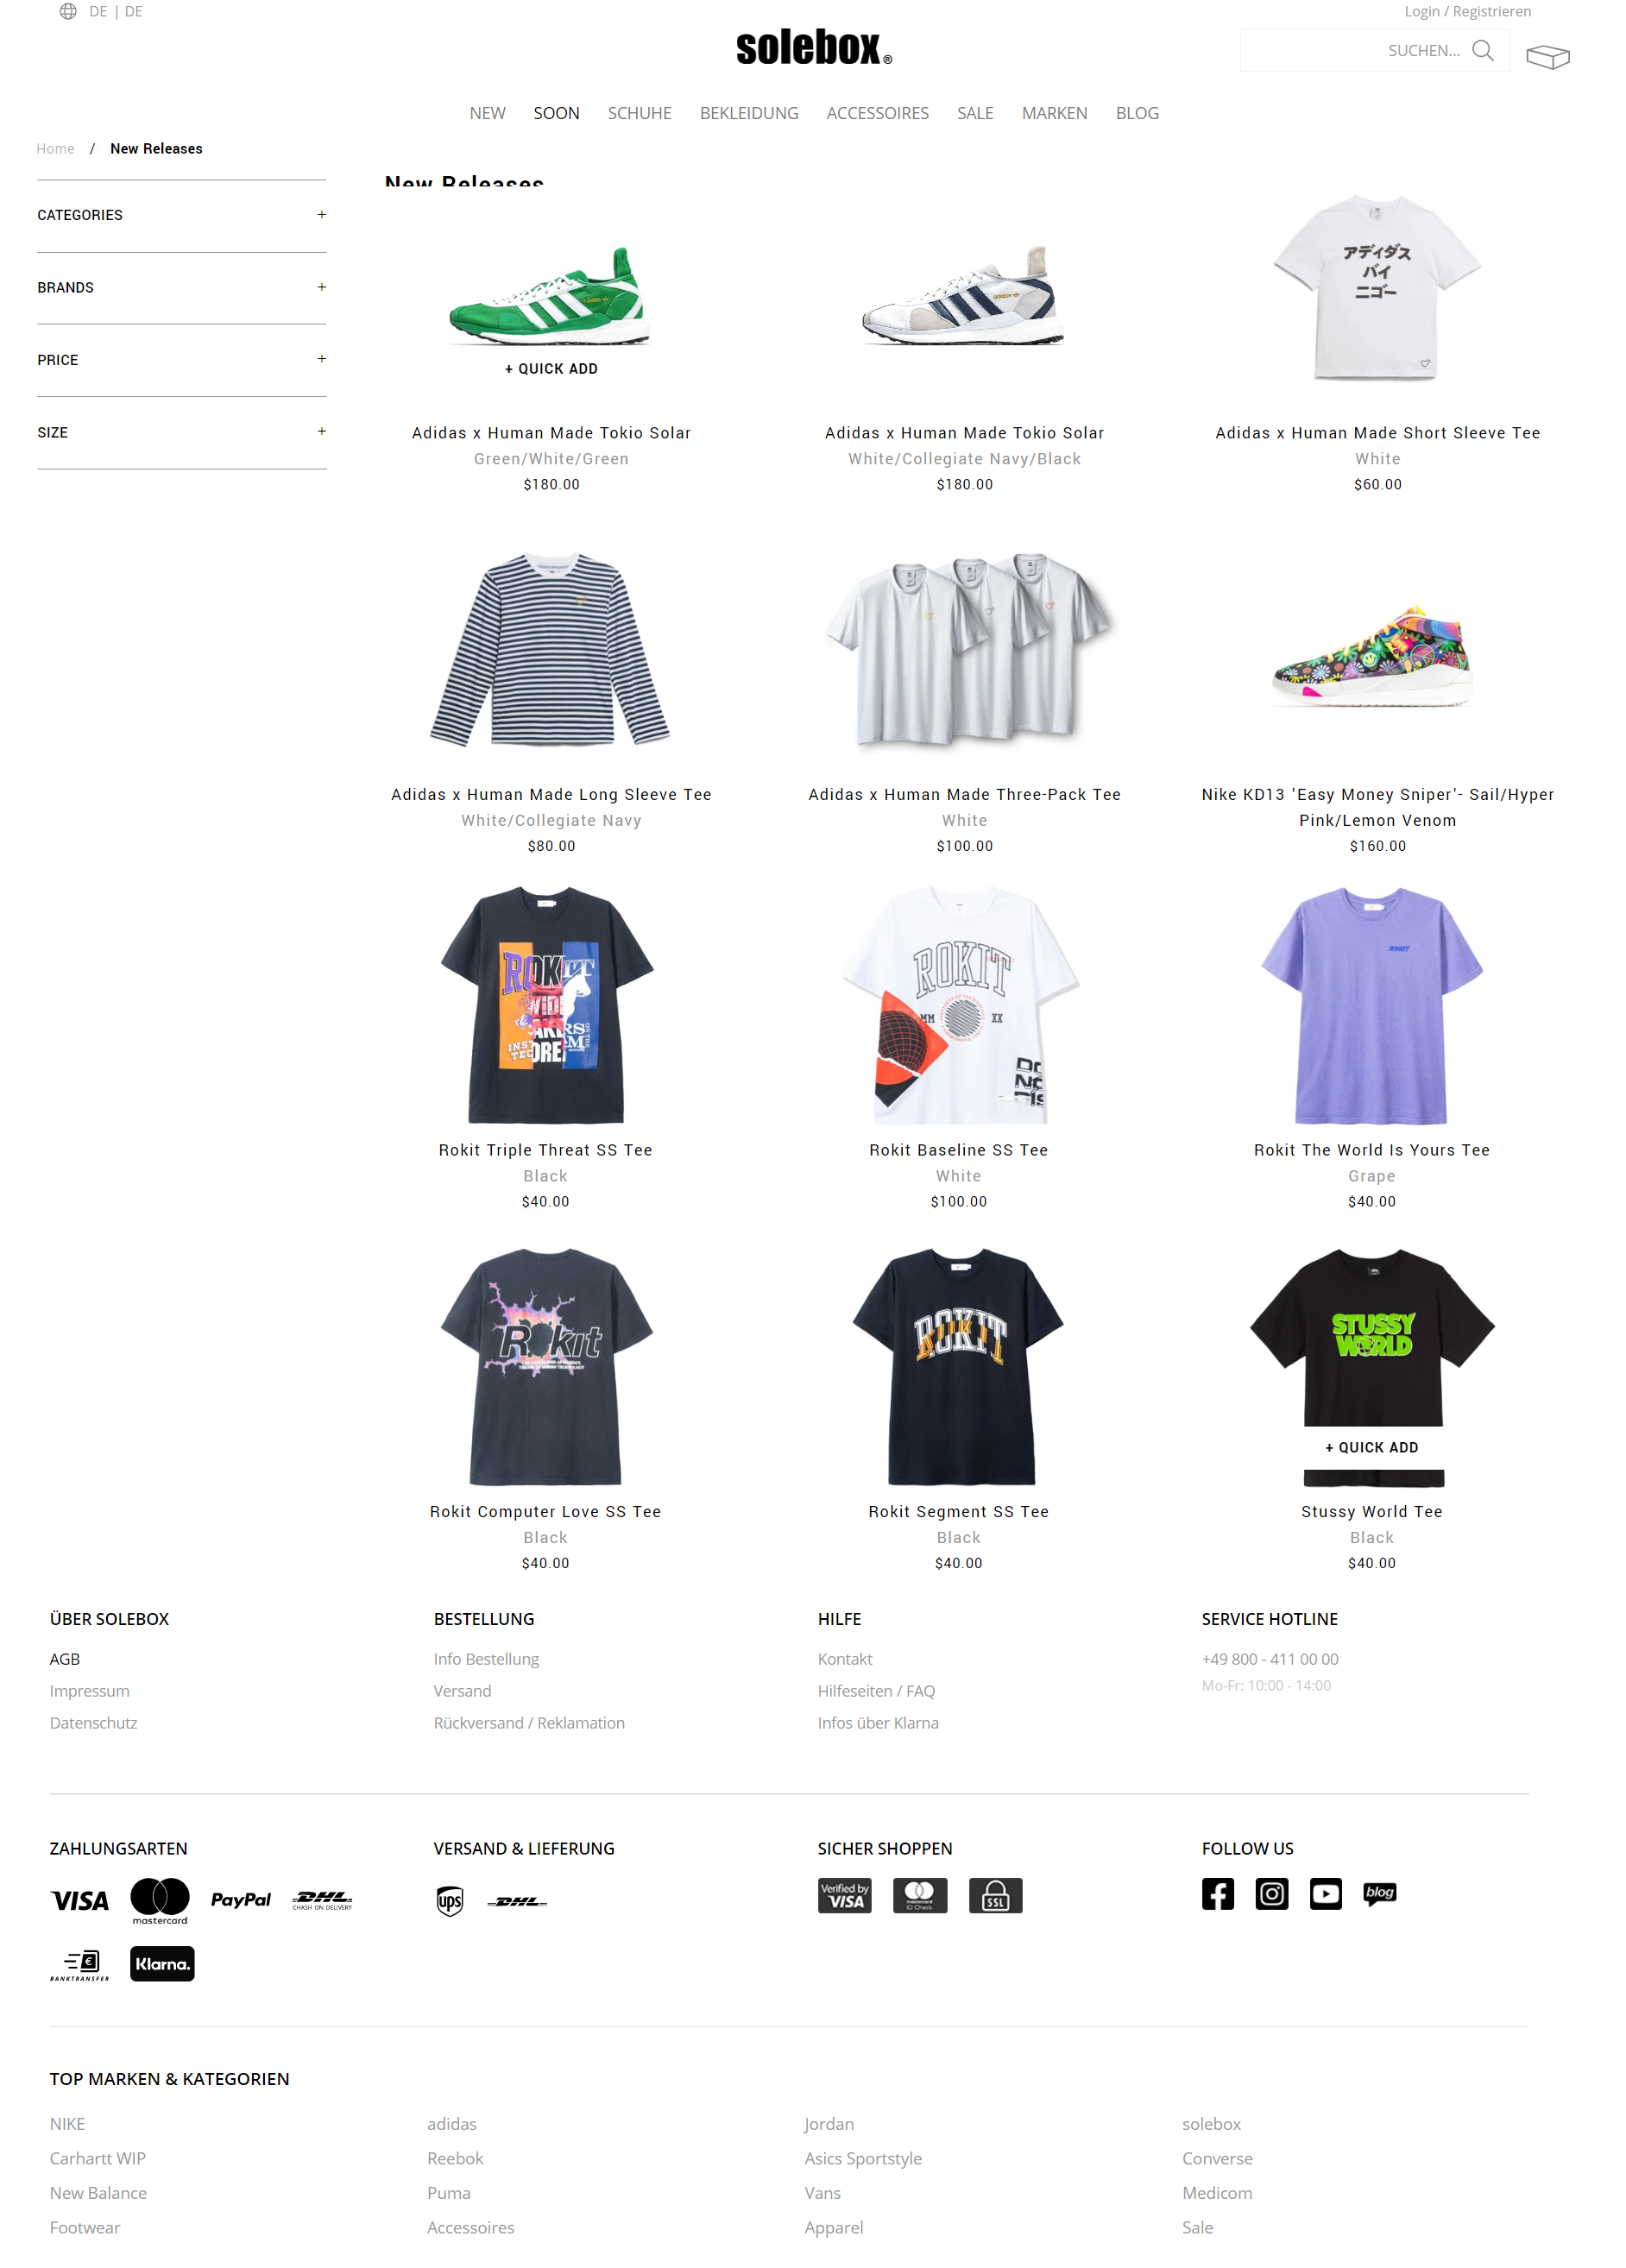 DE | DE
Login / Registrieren
solebox®
SUCHEN...
NEW SOON SCHUHE BEKLEIDUNG ACCESSOIRES SALE MARKEN BLOG
Home / New Releases
New Releases
CATEGORIES +
BRANDS +
PRICE +
SIZE +
アディダス
バイ
ニゴー
+ QUICK ADD
Adidas x Human Made Tokio Solar
Green/White/Green
$180.00
Adidas x Human Made Tokio Solar
White/Collegiate Navy/Black
$180.00
Adidas x Human Made Short Sleeve Tee
White
$60.00
Adidas x Human Made Long Sleeve Tee
White/Collegiate Navy
$80.00
Adidas x Human Made Three-Pack Tee
White
$100.00
Nike KD13 'Easy Money Sniper'- Sail/Hyper
Pink/Lemon Venom
$160.00
ROKIT
ROKIT
MM XX
ROKIT
Rokit Triple Threat SS Tee
Black
$40.00
Rokit Baseline SS Tee
White
$100.00
Rokit The World Is Yours Tee
Grape
$40.00
Rokit
ROKIT
STUSSY
WORLD
+ QUICK ADD
Rokit Computer Love SS Tee
Black
$40.00
Rokit Segment SS Tee
Black
$40.00
Stussy World Tee
Black
$40.00
ÜBER SOLEBOX
AGB
Impressum
Datenschutz
BESTELLUNG
Info Bestellung
Versand
Rückversand / Reklamation
HILFE
Kontakt
Hilfeseiten / FAQ
Infos über Klarna
SERVICE HOTLINE
+49 800 - 411 00 00
Mo-Fr: 10:00 - 14:00
ZAHLUNGSARTEN
VISA
mastercard
PayPal
DHL
CASH ON DELIVERY
BANKTRANSFER
Klarna.
VERSAND & LIEFERUNG
ups
DHL
SICHER SHOPPEN
Verified by
VISA
mastercard
ID Check
SSL
FOLLOW US
blog
TOP MARKEN & KATEGORIEN
NIKE
adidas
Jordan
solebox
Carhartt WIP
Reebok
Asics Sportstyle
Converse
New Balance
Puma
Vans
Medicom
Footwear
Accessoires
Apparel
Sale